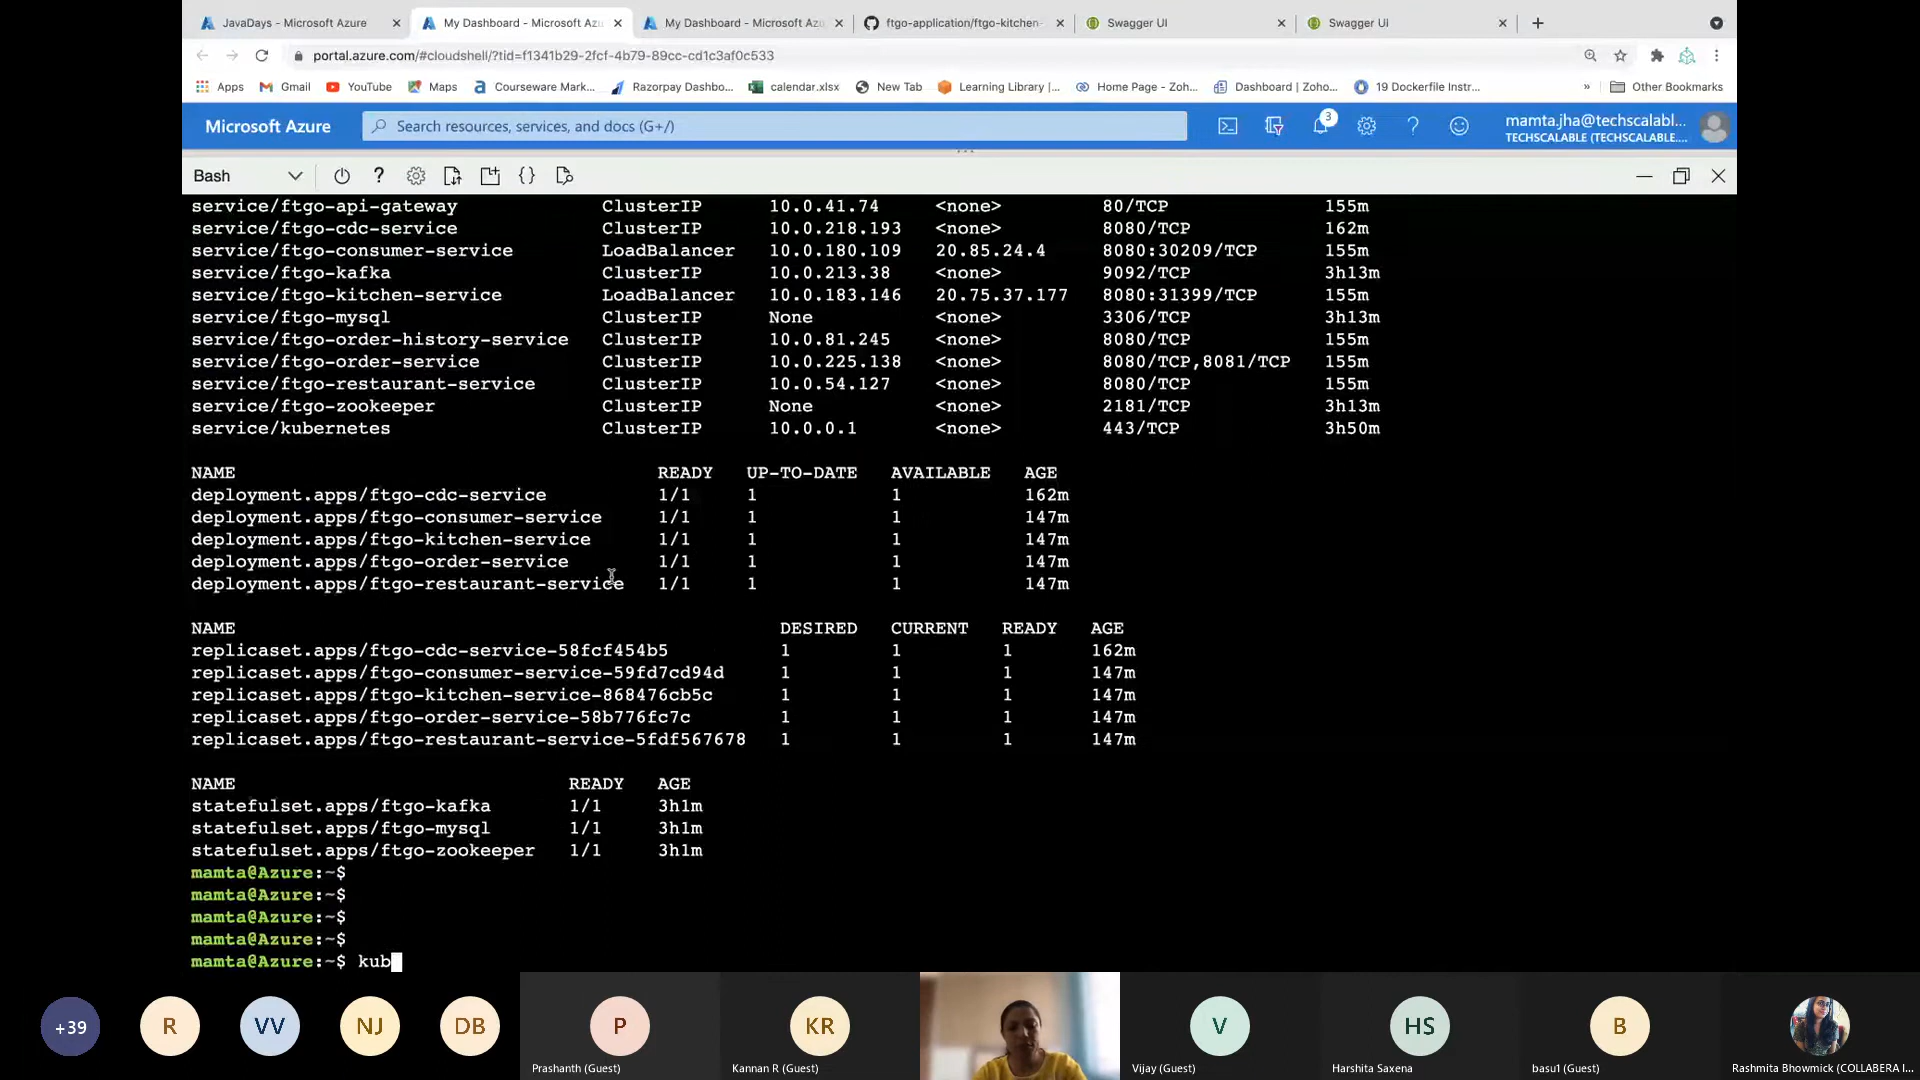 JavaDays - Microsoft Azure
My Dashboard - Microsoft Azu
My Dashboard - Microsoft Azu
ftgo-application/ftgo-kitchen-
Swagger UI
Swagger UI
portal.azure.com/#cloudshell/?tid=f1341b29-2fcf-4b79-89cc-cd1c3af0c533
Apps Gmail YouTube Maps Courseware Mark... Razorpay Dashbo... calendar.xlsx New Tab Learning Library |... Home Page - Zoh... Dashboard | Zoho... 19 Dockerfile Instr... » Other Bookmarks
Microsoft Azure
Search resources, services, and docs (G+/)
3
mamta.jha@techscalabl...
TECHSCALABLE (TECHSCALABLE....
Bash
service/ftgo-api-gateway ClusterIP 10.0.41.74 <none> 80/TCP 155m
service/ftgo-cdc-service ClusterIP 10.0.218.193 <none> 8080/TCP 162m
service/ftgo-consumer-service LoadBalancer 10.0.180.109 20.85.24.4 8080:30209/TCP 155m
service/ftgo-kafka ClusterIP 10.0.213.38 <none> 9092/TCP 3h13m
service/ftgo-kitchen-service LoadBalancer 10.0.183.146 20.75.37.177 8080:31399/TCP 155m
service/ftgo-mysql ClusterIP None <none> 3306/TCP 3h13m
service/ftgo-order-history-service ClusterIP 10.0.81.245 <none> 8080/TCP 155m
service/ftgo-order-service ClusterIP 10.0.225.138 <none> 8080/TCP,8081/TCP 155m
service/ftgo-restaurant-service ClusterIP 10.0.54.127 <none> 8080/TCP 155m
service/ftgo-zookeeper ClusterIP None <none> 2181/TCP 3h13m
service/kubernetes ClusterIP 10.0.0.1 <none> 443/TCP 3h50m
NAME READY UP-TO-DATE AVAILABLE AGE
deployment.apps/ftgo-cdc-service 1/1 1 1 162m
deployment.apps/ftgo-consumer-service 1/1 1 1 147m
deployment.apps/ftgo-kitchen-service 1/1 1 1 147m
deployment.apps/ftgo-order-service 1/1 1 1 147m
deployment.apps/ftgo-restaurant-service 1/1 1 1 147m
NAME DESIRED CURRENT READY AGE
replicaset.apps/ftgo-cdc-service-58fcf454b5 1 1 1 162m
replicaset.apps/ftgo-consumer-service-59fd7cd94d 1 1 1 147m
replicaset.apps/ftgo-kitchen-service-868476cb5c 1 1 1 147m
replicaset.apps/ftgo-order-service-58b776fc7c 1 1 1 147m
replicaset.apps/ftgo-restaurant-service-5fdf567678 1 1 1 147m
NAME READY AGE
statefulset.apps/ftgo-kafka 1/1 3h1m
statefulset.apps/ftgo-mysql 1/1 3h1m
statefulset.apps/ftgo-zookeeper 1/1 3h1m
mamta@Azure:~$
mamta@Azure:~$
mamta@Azure:~$
mamta@Azure:~$
mamta@Azure:~$ kub
+39 R VV NJ DB P KR V HS B
Prashanth (Guest) Kannan R (Guest) Vijay (Guest) Harshita Saxena basu1 (Guest) Rashmita Bhowmick (COLLABERA I...